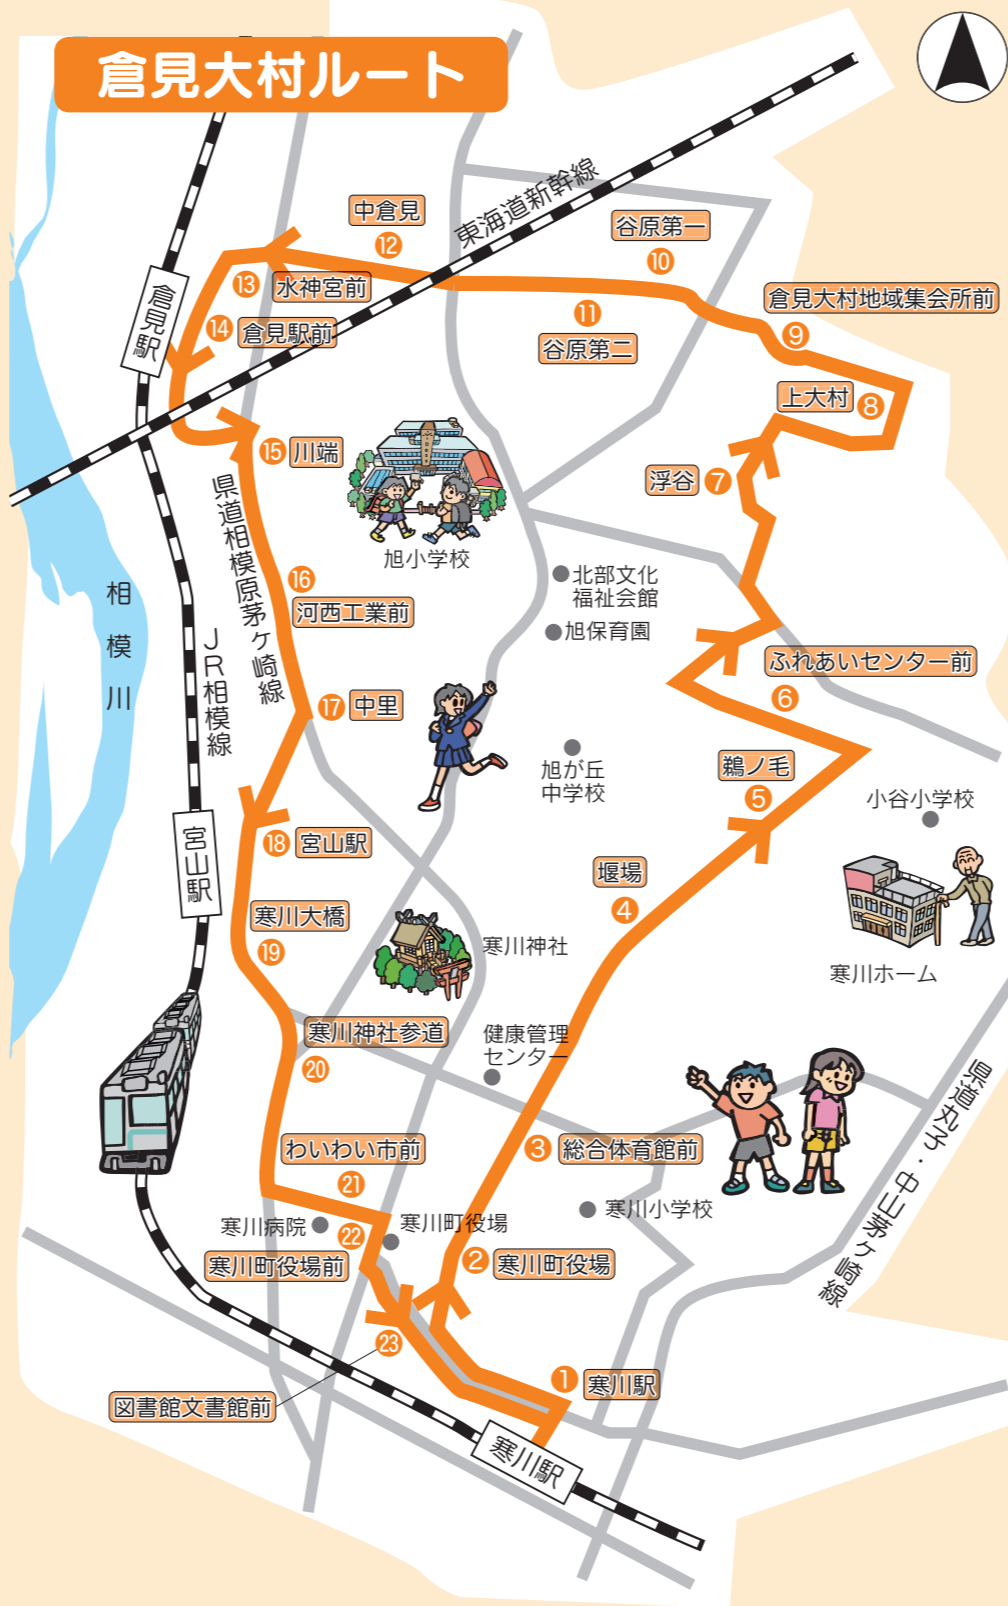 倉見大村ルート
東海道新幹線
中倉見
⑫
谷原第一
⑩
倉見駅
⑬
水神宮前
倉見大村地域集会所前
⑨
⑭
倉見駅前
⑪
谷原第二
上大村
⑧
⑮
川端
浮谷
⑦
県道相模原茅ヶ崎線
旭小学校
相模川
JR相模線
⑯
河西工業前
北部文化
福祉会館
旭保育園
ふれあいセンター前
⑥
⑰
中里
旭が丘
中学校
鵜ノ毛
⑤
小谷小学校
宮山駅
⑱
宮山駅
堰場
④
寒川大橋
⑲
寒川神社
寒川ホーム
寒川神社参道
⑳
健康管理
センター
県道丸子・中山茅ヶ崎線
わいわい市前
㉑
③
総合体育館前
寒川病院
㉒
寒川町役場
寒川小学校
寒川町役場前
②
寒川町役場
㉓
①
寒川駅
図書館文書館前
寒川駅